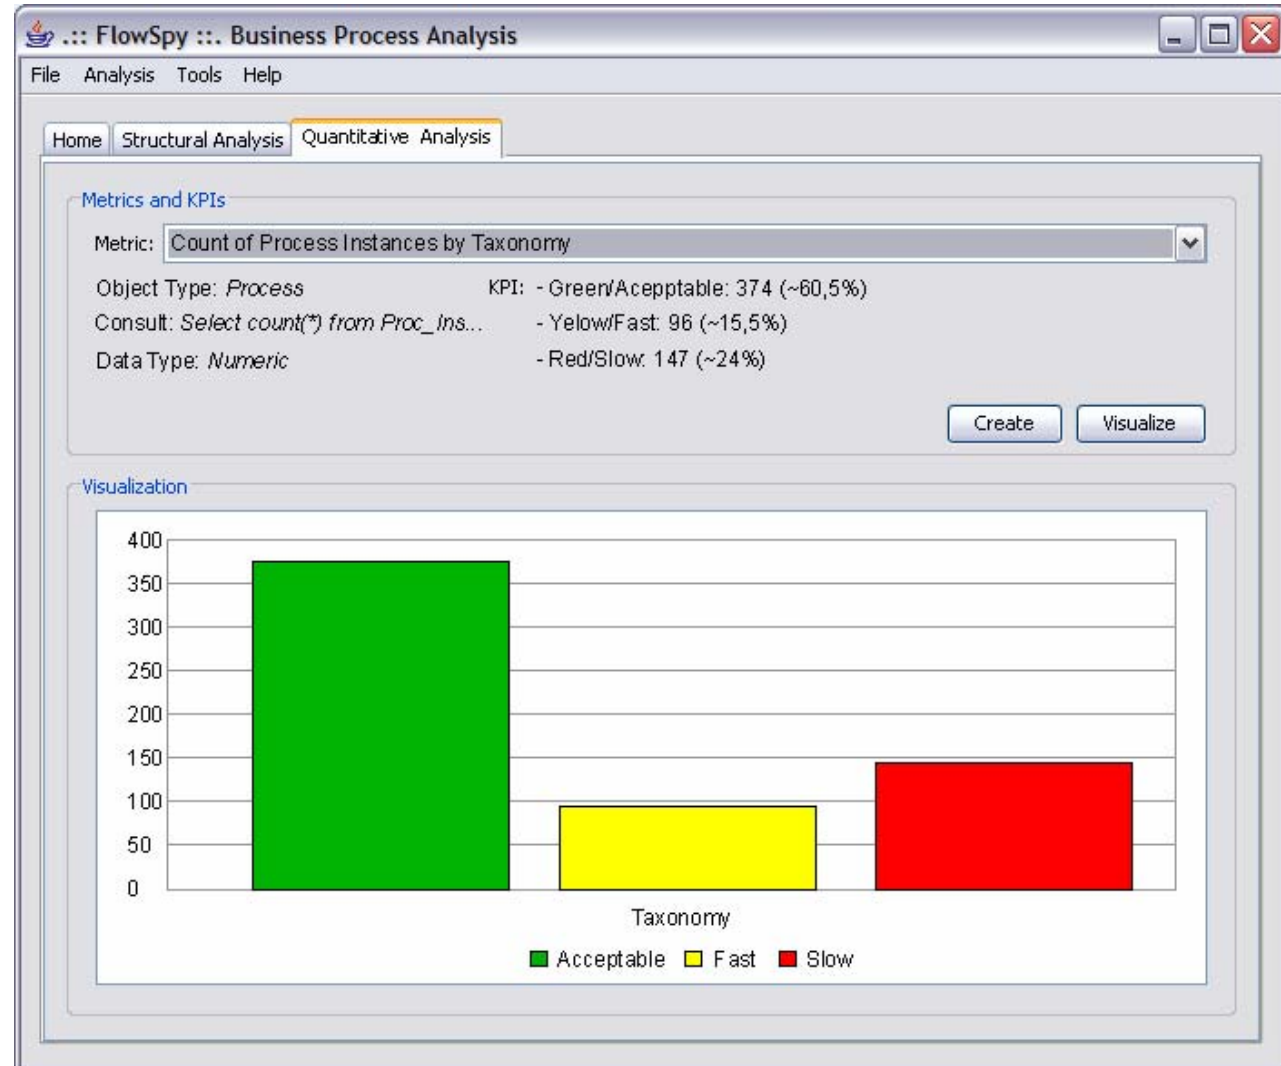 .:: FlowSpy ::. Business Process Analysis
File Analysis Tools Help
Home Structural Analysis Quantitative Analysis
Metrics and KPIs
Metric: Count of Process Instances by Taxonomy
Object Type: Process KPI: - Green/Acepptable: 374 (~60,5%)
Consult: Select count(*) from Proc_Ins... - Yelow/Fast: 96 (~15,5%)
Data Type: Numeric - Red/Slow: 147 (~24%)
Create Visualize
Visualization
400
350
300
250
200
150
100
50
0
Taxonomy
Acceptable Fast Slow